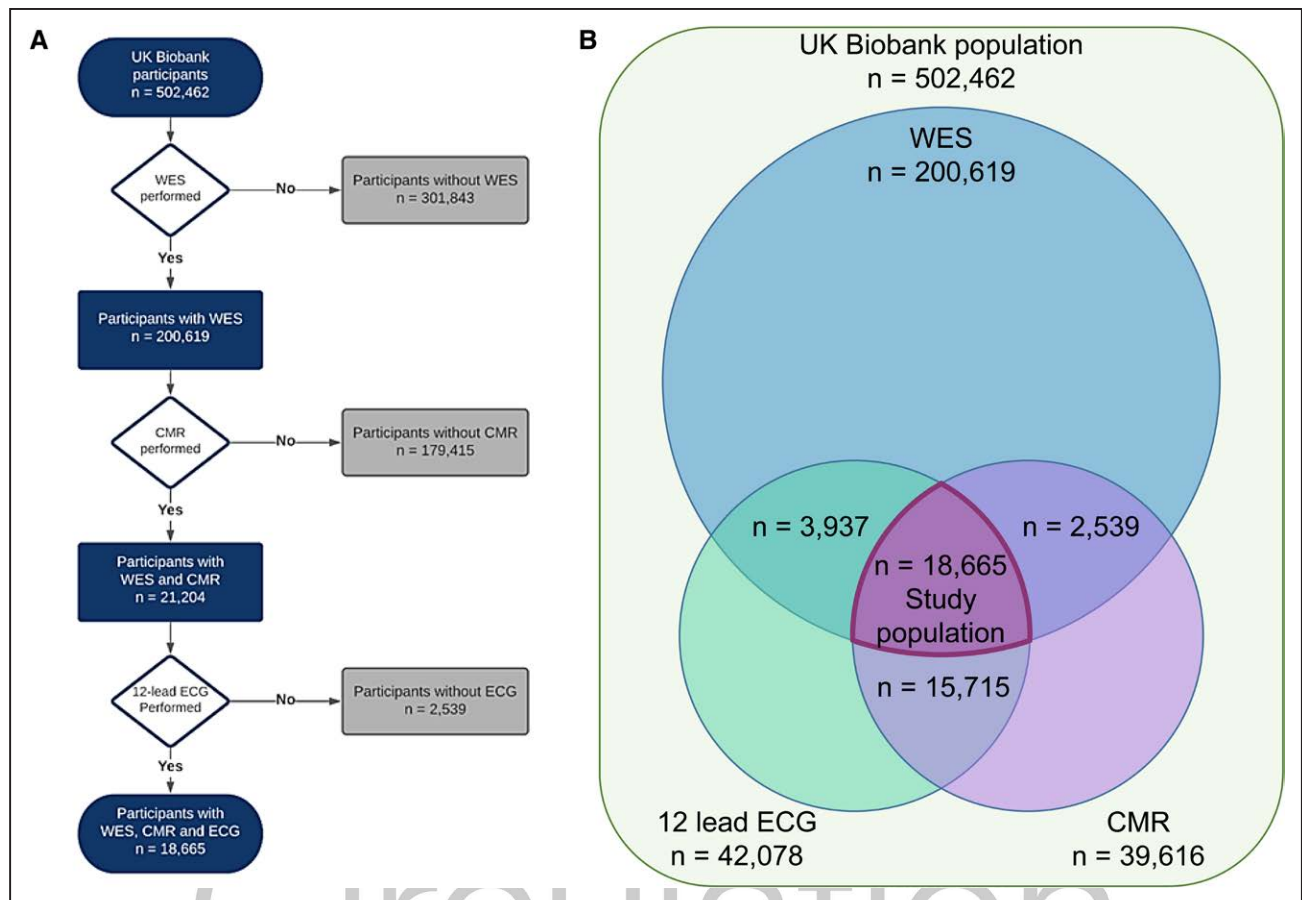 A
UK Biobank
participants
n = 502,462
WES
performed
No
Participants without WES
n = 301,843
Yes
Participants with WES
n = 200,619
CMR
performed
No
Participants without CMR
n = 179,415
Yes
Participants with
WES and CMR
n = 21,204
12-lead ECG
Performed
No
Participants without ECG
n = 2,539
Yes
Participants with
WES, CMR and ECG
n = 18,665
B
UK Biobank population
n = 502,462
WES
n = 200,619
n = 3,937
n = 2,539
n = 18,665
Study
population
n = 15,715
12 lead ECG
n = 42,078
CMR
n = 39,616